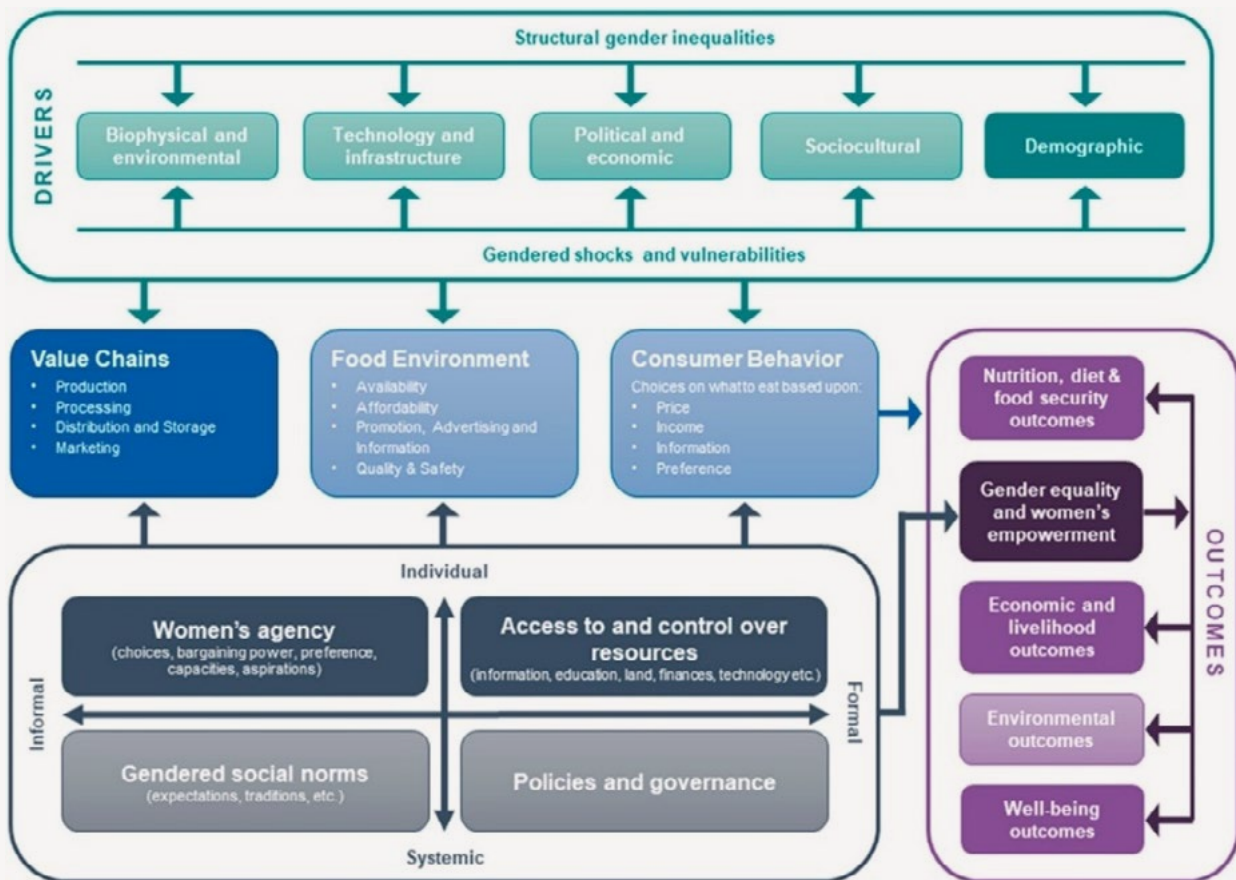 Structural gender inequalities
DRIVERS
Biophysical and
environmental
Technology and
infrastructure
Political and
economic
Sociocultural
Demographic
Gendered shocks and vulnerabilities
Value Chains
• Production
• Processing
• Distribution and Storage
• Marketing
Food Environment
• Availability
• Affordability
• Promotion, Advertising and
Information
• Quality & Safety
Consumer Behavior
Choices on what to eat based upon:
• Price
• Income
• Information
• Preference
Individual
Women's agency
(choices, bargaining power, preference,
capacities, aspirations)
Access to and control over
resources
(information, education, land, finances, technology etc.)
Informal
Formal
Gendered social norms
(expectations, traditions, etc.)
Policies and governance
Systemic
Nutrition, diet &
food security
outcomes
Gender equality
and women's
empowerment
Economic and
livelihood
outcomes
Environmental
outcomes
Well-being
outcomes
OUTCOMES